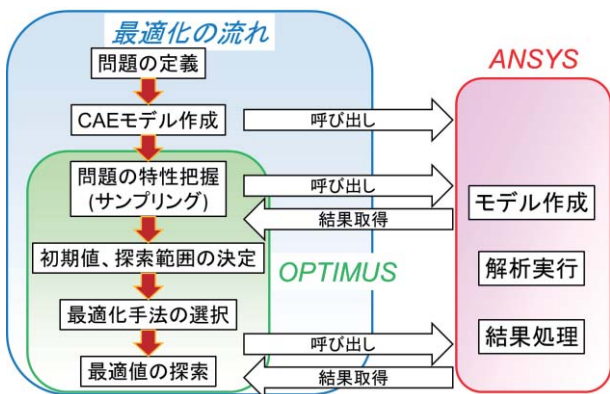 最適化の流れ
問題の定義
CAEモデル作成
呼び出し
問題の特性把握
(サンプリング)
呼び出し
結果取得
初期値、探索範囲の決定
OPTIMUS
最適化手法の選択
最適値の探索
呼び出し
結果取得
ANSYS
モデル作成
解析実行
結果処理